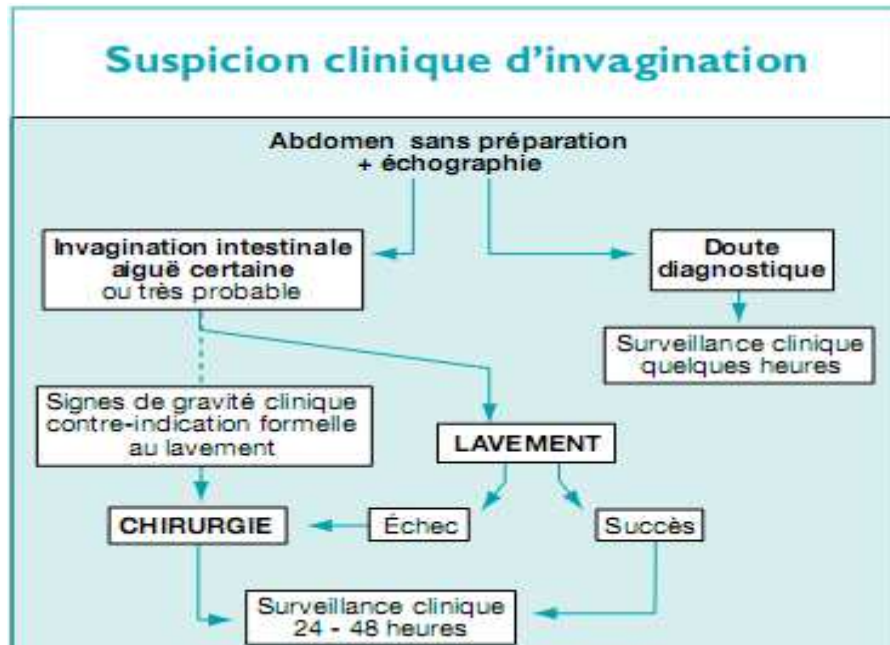 Suspicion clinique d'invagination
Abdomen sans préparation
+ échographie
Invagination intestinale
aiguë certaine
ou très probable
Doute
diagnostique
Surveillance clinique
quelques heures
Signes de gravité clinique
contre-indication formelle
au lavement
LAVEMENT
CHIRURGIE
Échec
Succès
Surveillance clinique
24 - 48 heures